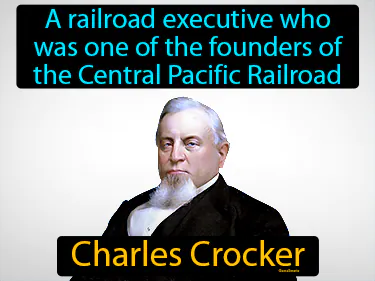 A railroad executive who
was one of the founders of
the Central Pacific Railroad
Charles Crocker